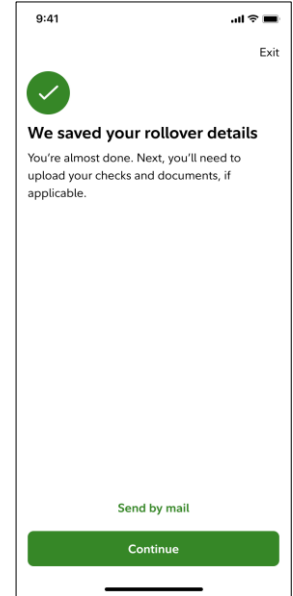 9:41
Exit
We saved your rollover details
You're almost done. Next, you'll need to
upload your checks and documents, if
applicable.
Send by mail
Continue